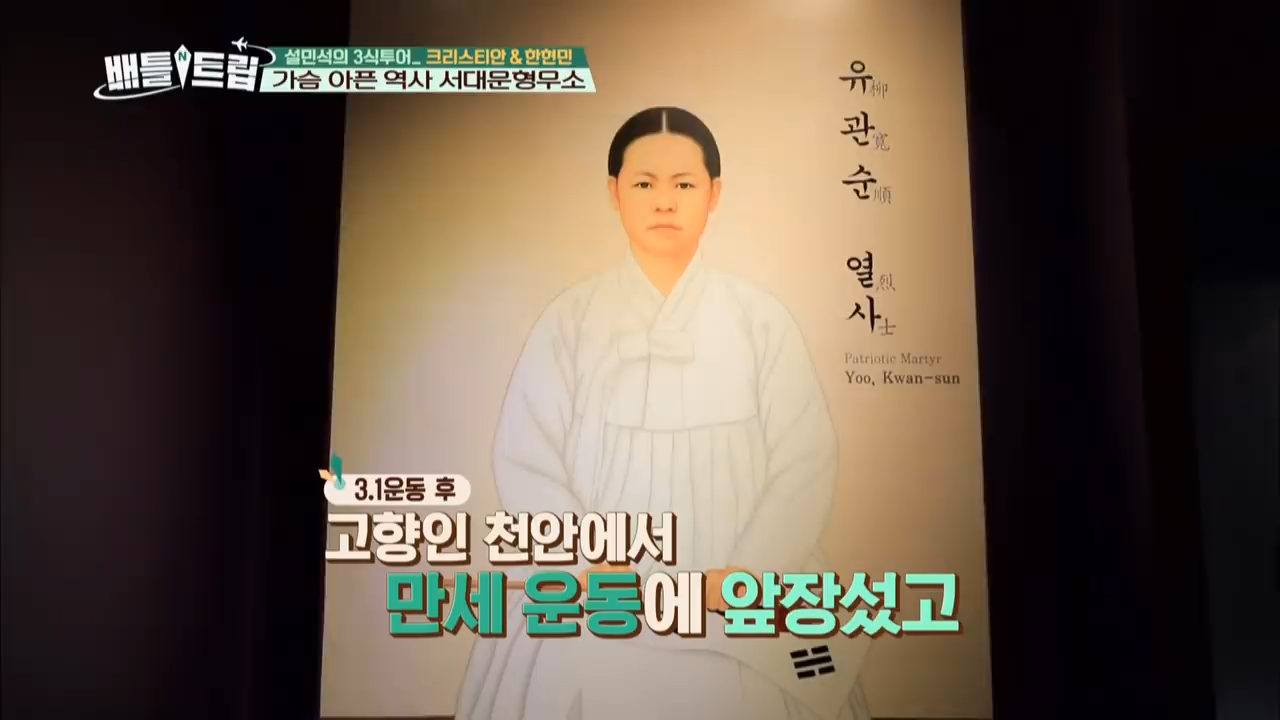 배틀트립
설민석의 3식투어_ 크리스티안 & 한현민
가슴 아픈 역사 서대문형무소
유柳
관寬
순順
열烈
사士
Patriotic Martyr
Yoo, Kwan-sun
3.1운동 후
고향인 천안에서
만세 운동에 앞장섰고